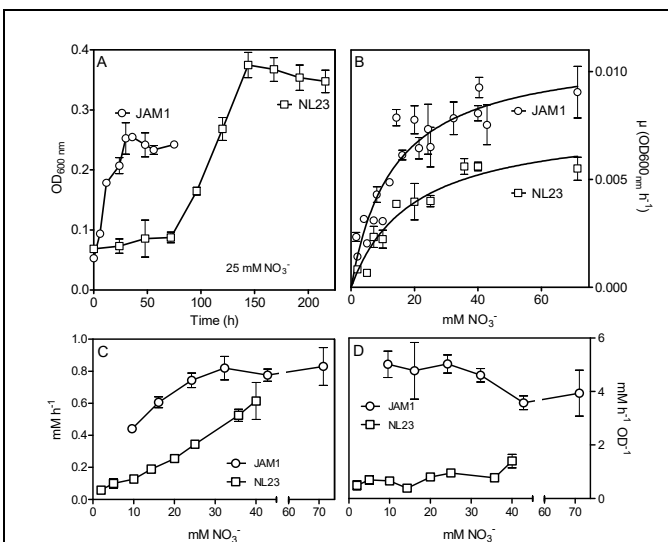 A
JAM1
NL23
25 mM NO₃⁻
OD₆₀₀ ₙₘ
0.4
0.3
0.2
0.1
0.0
0 50 100 150 200
Time (h)
B
JAM1
NL23
μ (OD600ₙₘ h⁻¹)
0.010
0.005
0.000
0 20 40 60
mM NO₃⁻
C
JAM1
NL23
mM h⁻¹
1.0
0.8
0.6
0.4
0.2
0.0
0 10 20 30 40 60 70
mM NO₃⁻
D
JAM1
NL23
mM h⁻¹ OD⁻¹
6
4
2
0
0 10 20 30 40 60 70
mM NO₃⁻